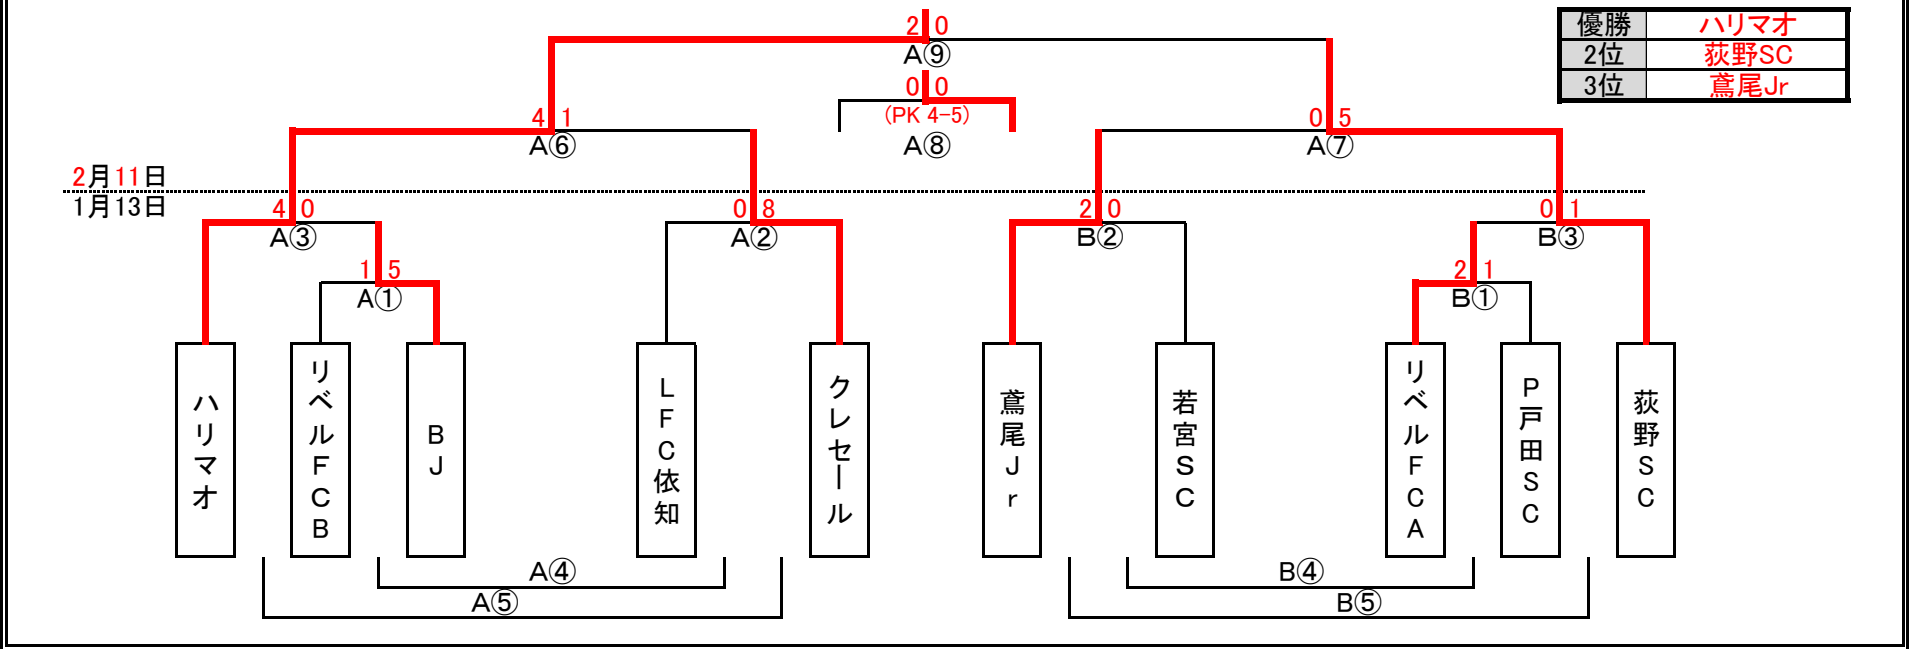 2 0
A⑨
優勝 ハリマオ
2位 荻野SC
3位 鳶尾Jr
0 0
(PK 4-5)
A⑧
4 1
A⑥
0 5
A⑦
2月11日
1月13日
4 0
A③
0 8
A②
2 0
B②
0 1
B③
1 5
A①
2 1
B①
ハリマオ
リベルFCB
BJ
LFC依知
クレセール
鳶尾Jr
若宮SC
リベルFCA
P戸田SC
荻野SC
A④
B④
A⑤
B⑤